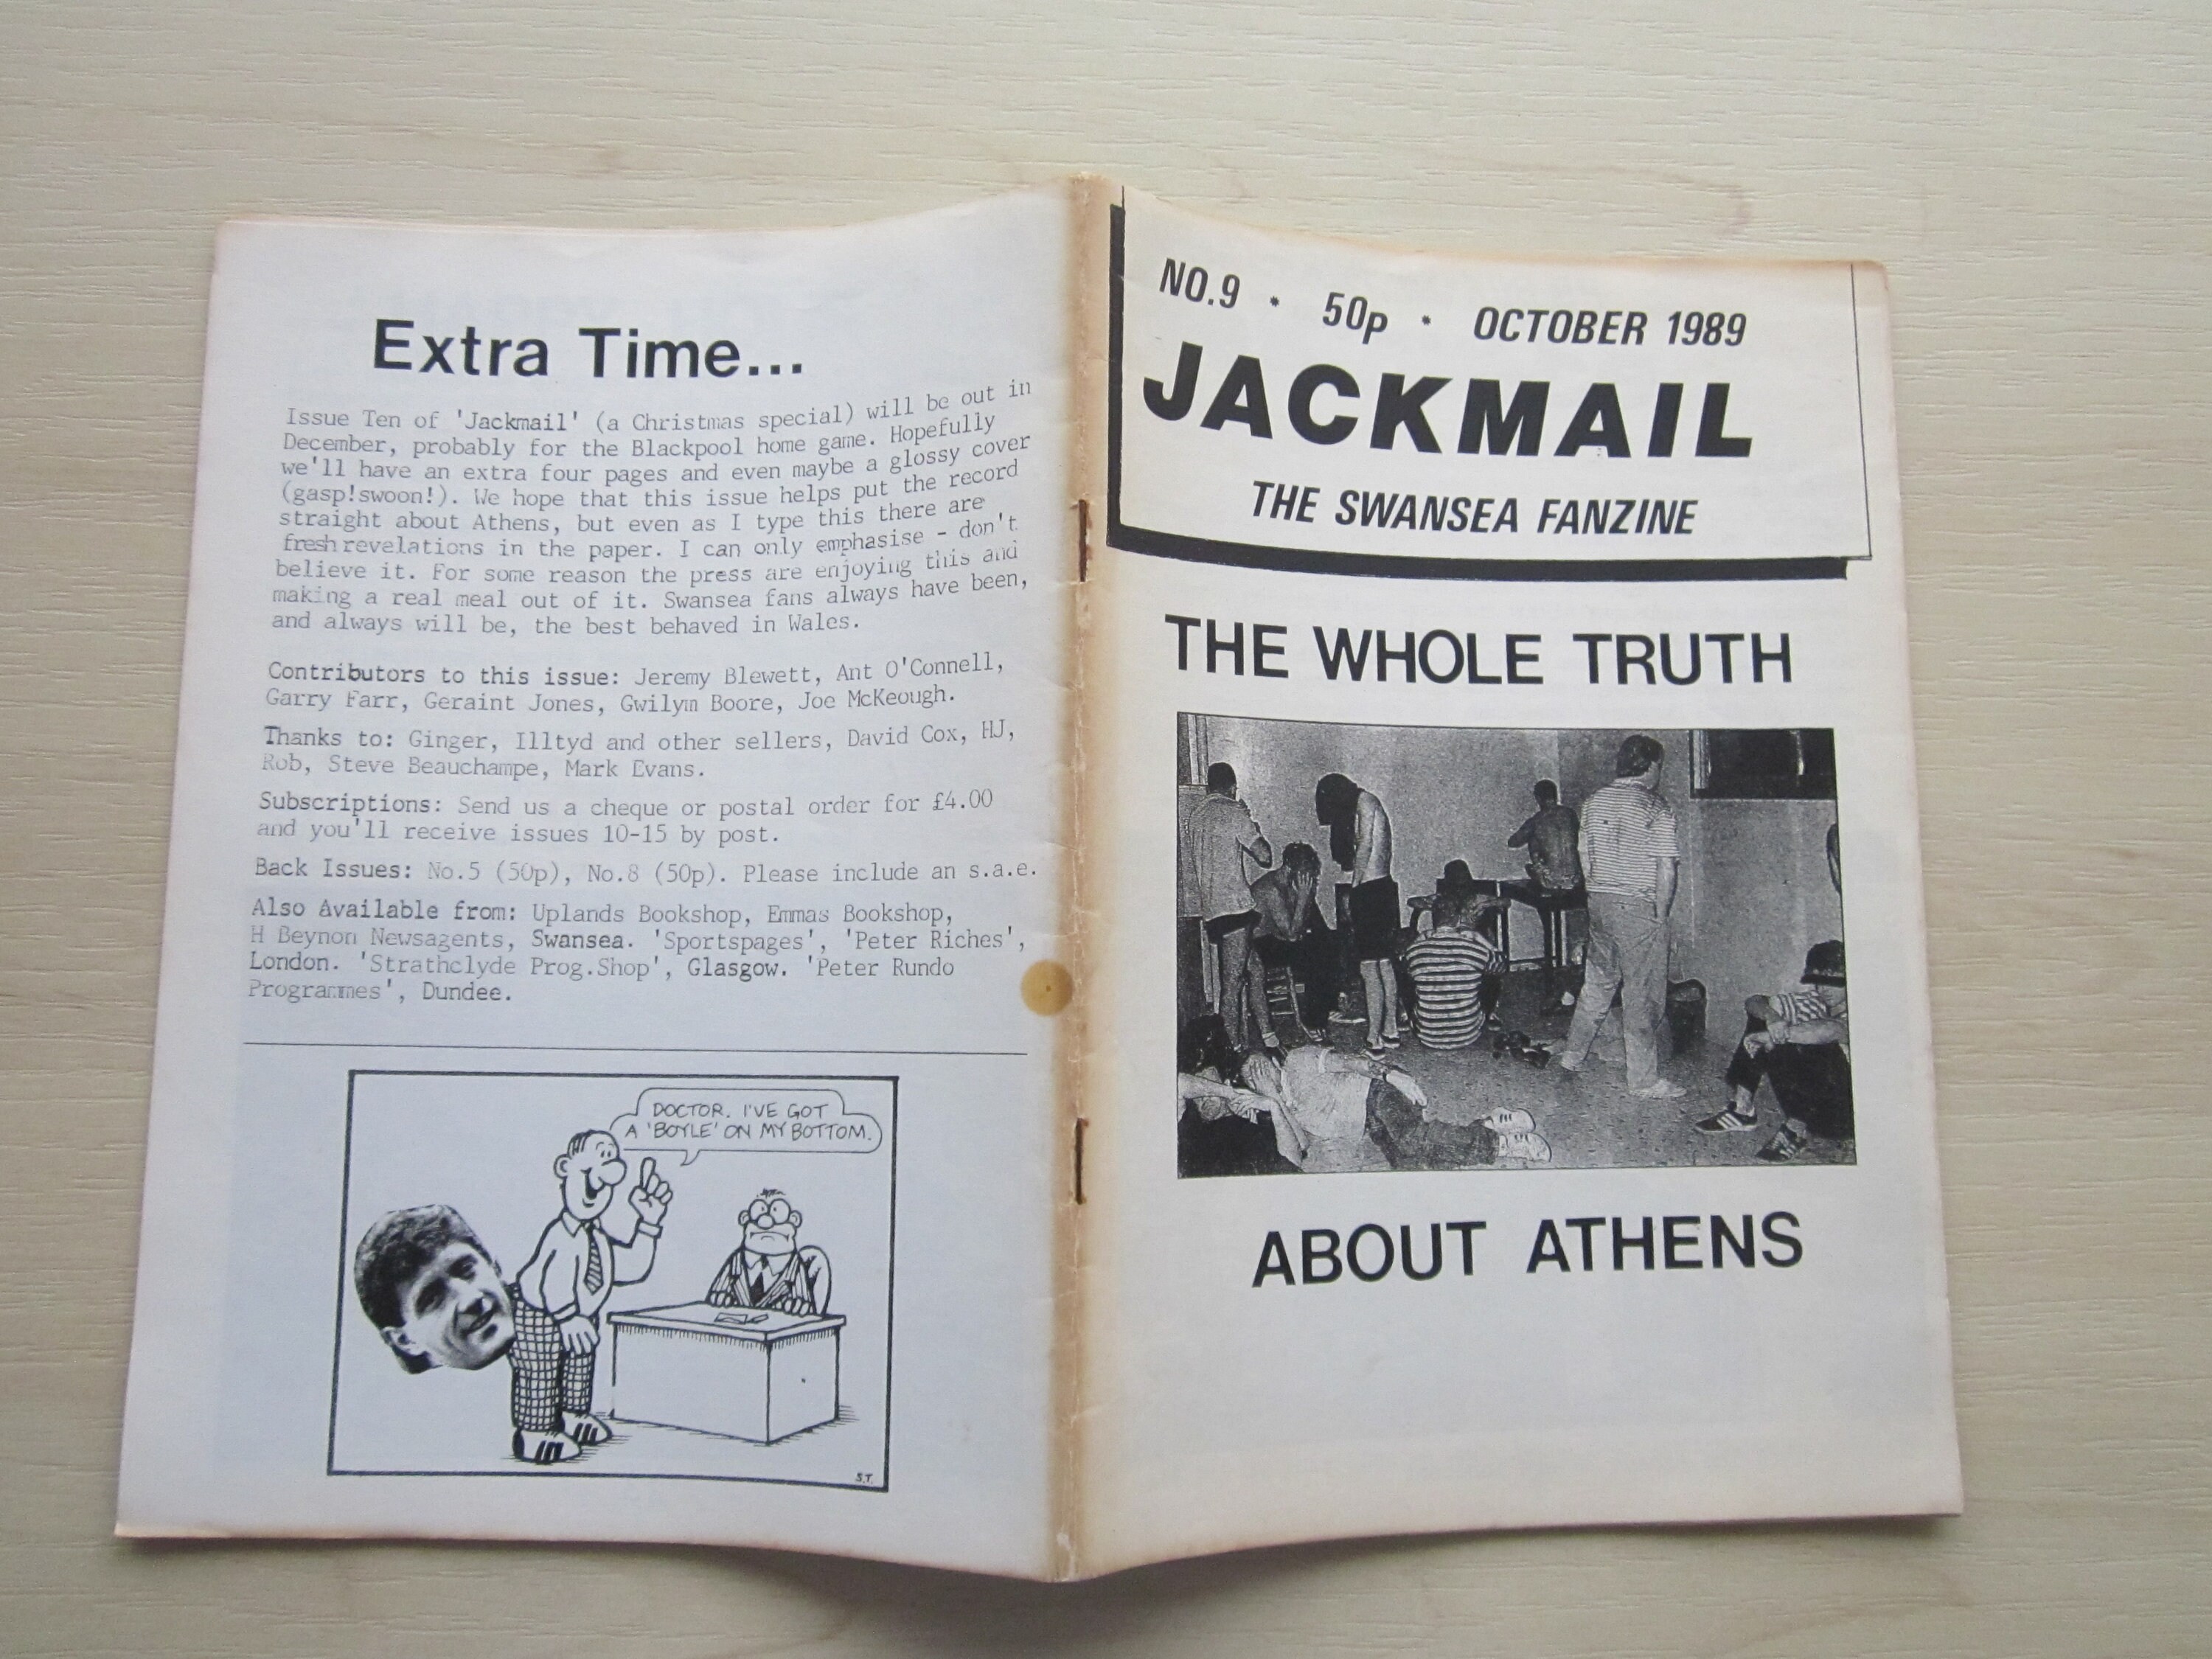 Extra Time...
Issue Ten of 'Jackmail' (a Christmas special) will be out in
December, probably for the Blackpool home game. Hopefully
we'll have an extra four pages and even maybe a glossy cover
(gasp!swoon!). We hope that this issue helps put the record
straight about Athens, but even as I type this there are
fresh revelations in the paper. I can only emphasise - don't
believe it. For some reason the press are enjoying this and
making a real meal out of it. Swansea fans always have been,
and always will be, the best behaved in Wales.
Contributors to this issue: Jeremy Blewett, Ant O'Connell,
Garry Farr, Geraint Jones, Gwilym Boore, Joe McKeough.
Thanks to: Ginger, Illtyd and other sellers, David Cox, HJ,
Rob, Steve Beauchampe, Mark Evans.
Subscriptions: Send us a cheque or postal order for £4.00
and you'll receive issues 10-15 by post.
Back Issues: No.5 (50p), No.8 (50p). Please include an s.a.e.
Also Available from: Uplands Bookshop, Emmas Bookshop,
H Beynon Newsagents, Swansea. 'Sportspages', 'Peter Riches',
London. 'Strathclyde Prog.Shop', Glasgow. 'Peter Rundo
Programmes', Dundee.
DOCTOR. I'VE GOT
A 'BOYLE' ON MY BOTTOM.
S.T.
NO.9 * 50p * OCTOBER 1989
JACKMAIL
THE SWANSEA FANZINE
THE WHOLE TRUTH
ABOUT ATHENS